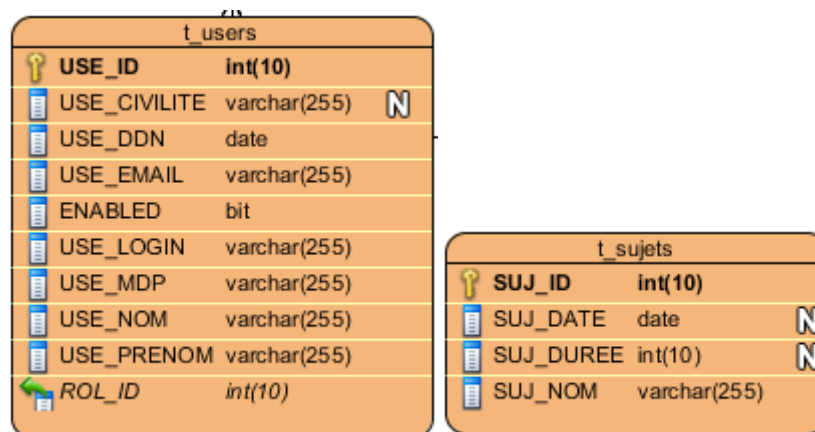 t_users
USE_ID int(10)
USE_CIVILITE varchar(255) N
USE_DDN date
USE_EMAIL varchar(255)
ENABLED bit
USE_LOGIN varchar(255)
USE_MDP varchar(255)
USE_NOM varchar(255)
USE_PRENOM varchar(255)
ROL_ID int(10)
t_sujets
SUJ_ID int(10)
SUJ_DATE date N
SUJ_DUREE int(10) N
SUJ_NOM varchar(255)